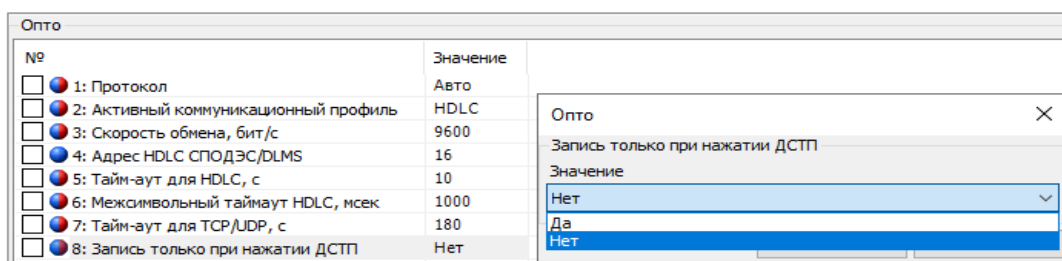 Опто
№ Значение
1: Протокол Авто
2: Активный коммуникационный профиль HDLC
3: Скорость обмена, бит/с 9600
4: Адрес HDLC СПОДЭС/DLMS 16
5: Тайм-аут для HDLC, с 10
6: Межсимвольный таймаут HDLC, мсек 1000
7: Тайм-аут для TCP/UDP, с 180
8: Запись только при нажатии ДСТП Нет
Опто
Запись только при нажатии ДСТП
Значение
Нет
Да
Нет